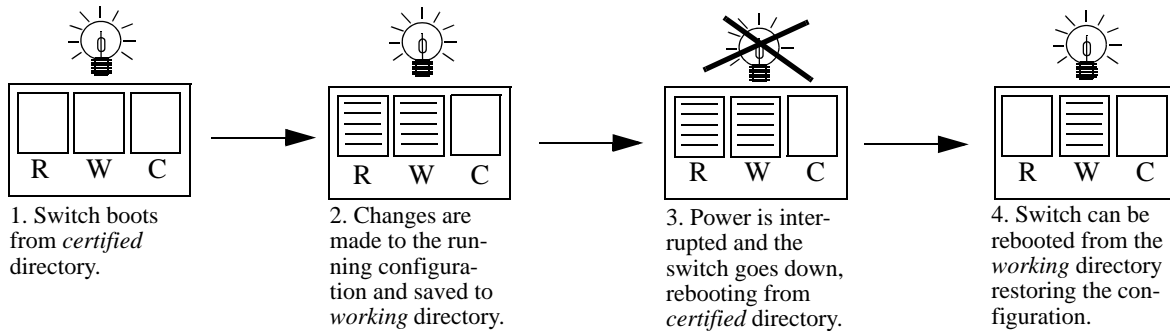 R W C
R W C
R W C
R W C
1. Switch boots
from certified
directory.
2. Changes are
made to the run-
ning configura-
tion and saved to
working directory.
3. Power is inter-
rupted and the
switch goes down,
rebooting from
certified directory.
4. Switch can be
rebooted from the
working directory
restoring the con-
figuration.